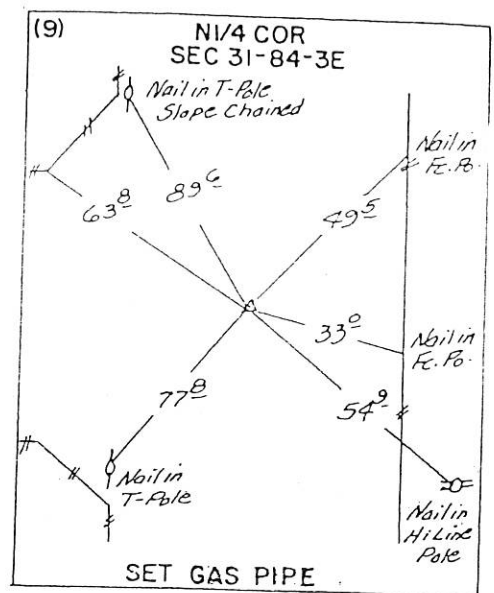 (9)
N1/4 COR
SEC 31-84-3E
Nail in T-Pole
Slope Chained
Nail in
Fc. Po.
63 8
89 6
49 5
33 0
Nail in
Fc. Po.
77 8
54 9
Nail in
T-Pole
Nail in
Hi Line
Pole
SET GAS PIPE